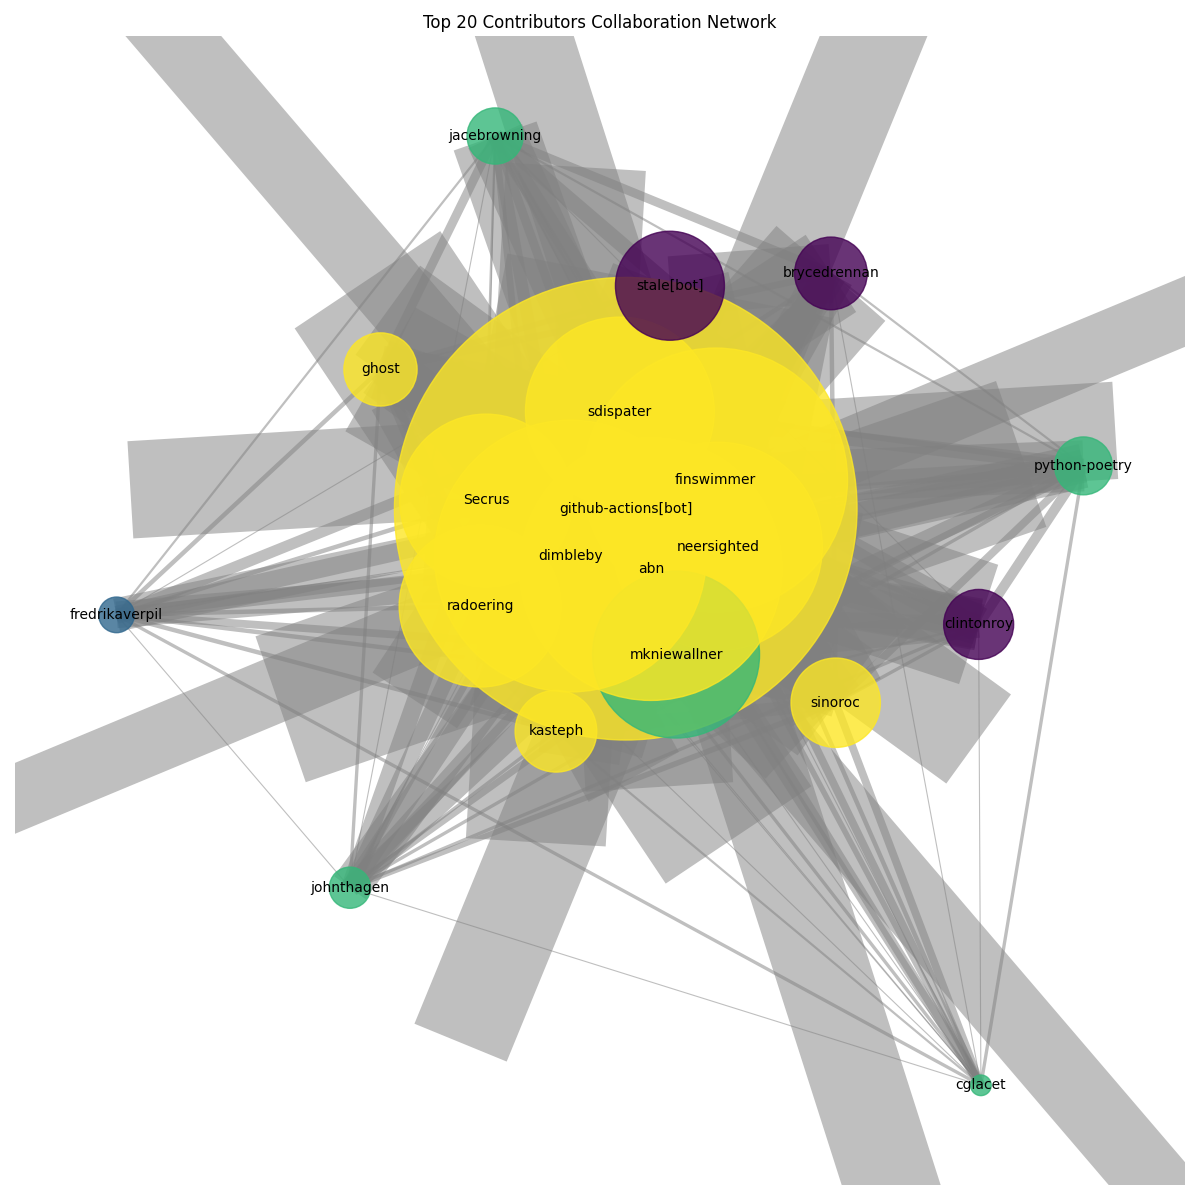 Top 20 Contributors Collaboration Network
jacebrowning
brycedrennan
stale[bot]
ghost
sdispater
python-poetry
finswimmer
Secrus
github-actions[bot]
neersighted
dimbleby
abn
radoering
fredrikaverpil
clintonroy
mkniewallner
sinoroc
kasteph
johnthagen
cglacet